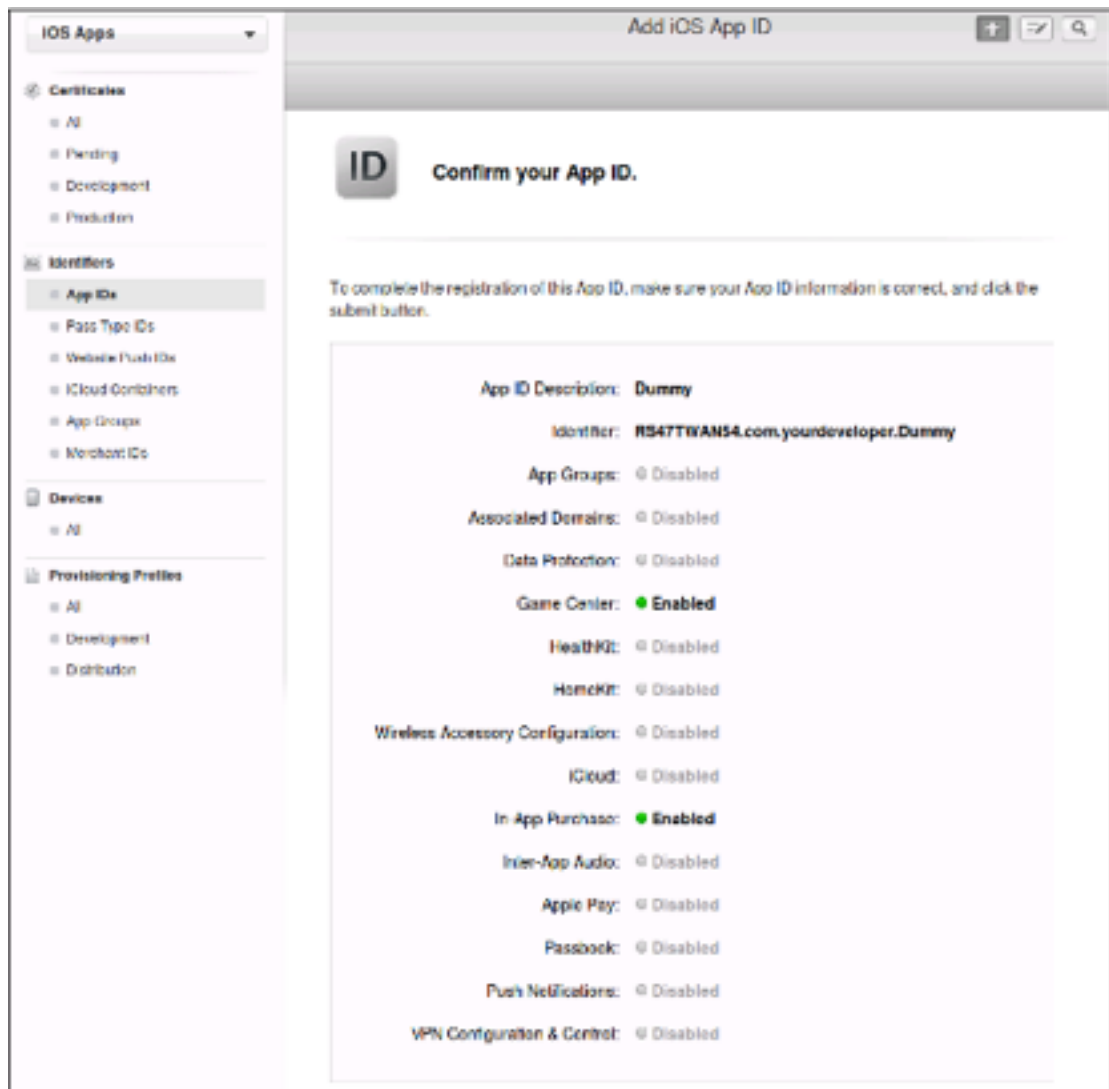 iOS Apps
Add iOS App ID
Certificates
All
Pending
Development
Production
Identifiers
App IDs
Pass Type IDs
Website Push IDs
iCloud Containers
App Groups
Merchant IDs
Devices
All
Provisioning Profiles
All
Development
Distribution
ID
Confirm your App ID.
To complete the registration of this App ID, make sure your App ID information is correct, and click the
submit button.
App ID Description: Dummy
Identifier: RS47TWAN54.com.yourdeveloper.Dummy
App Groups: Disabled
Associated Domains: Disabled
Data Protection: Disabled
Game Center: Enabled
HealthKit: Disabled
HomeKit: Disabled
Wireless Accessory Configuration: Disabled
iCloud: Disabled
In-App Purchase: Enabled
Inter-App Audio: Disabled
Apple Pay: Disabled
Passbook: Disabled
Push Notifications: Disabled
VPN Configuration & Control: Disabled